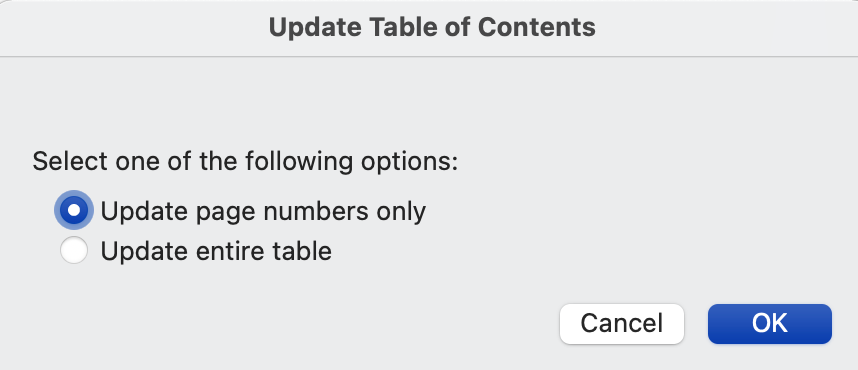 Update Table of Contents
Select one of the following options:
Update page numbers only
Update entire table
Cancel OK